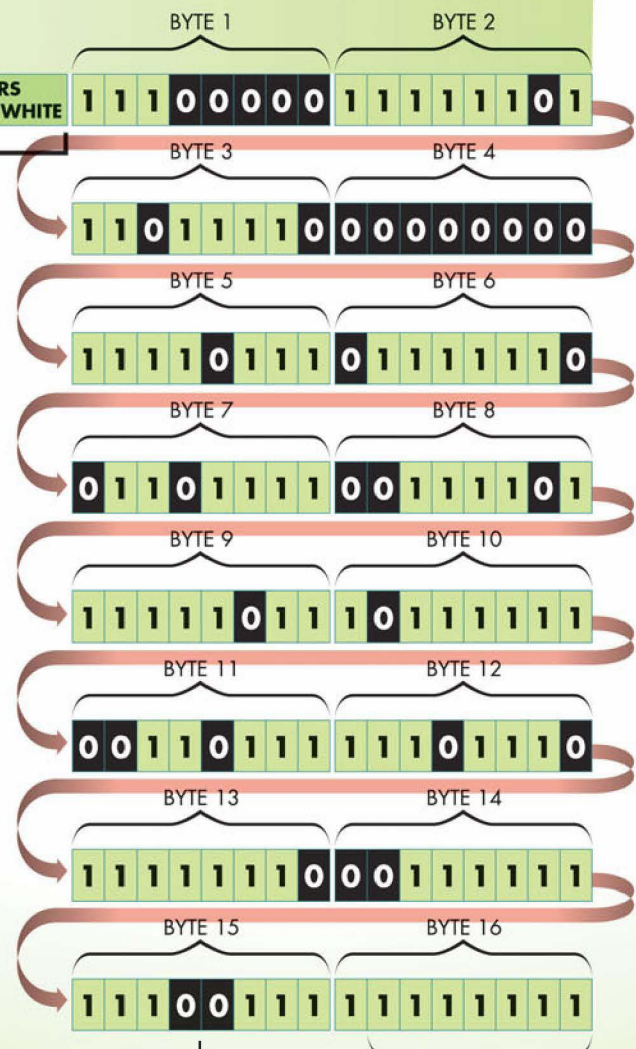 BYTE 1 BYTE 2
RS
WHITE
1 1 1 0 0 0 0 0 1 1 1 1 1 1 0 1
BYTE 3 BYTE 4
1 1 0 1 1 1 1 0 0 0 0 0 0 0 0 0
BYTE 5 BYTE 6
1 1 1 1 0 1 1 1 0 1 1 1 1 1 1 0
BYTE 7 BYTE 8
0 1 1 0 1 1 1 1 0 0 1 1 1 1 0 1
BYTE 9 BYTE 10
1 1 1 1 1 0 1 1 1 0 1 1 1 1 1 1
BYTE 11 BYTE 12
0 0 1 1 0 1 1 1 1 1 1 0 1 1 1 0
BYTE 13 BYTE 14
1 1 1 1 1 1 1 0 0 0 1 1 1 1 1 1
BYTE 15 BYTE 16
1 1 1 0 0 1 1 1 1 1 1 1 1 1 1 1